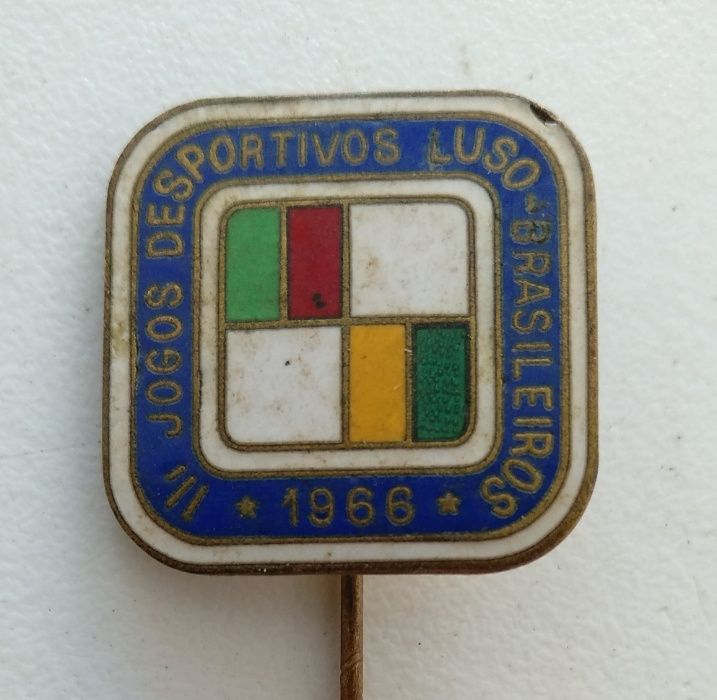 III JOGOS DESPORTIVOS LUSO-BRASILEIROS
* 1966 *